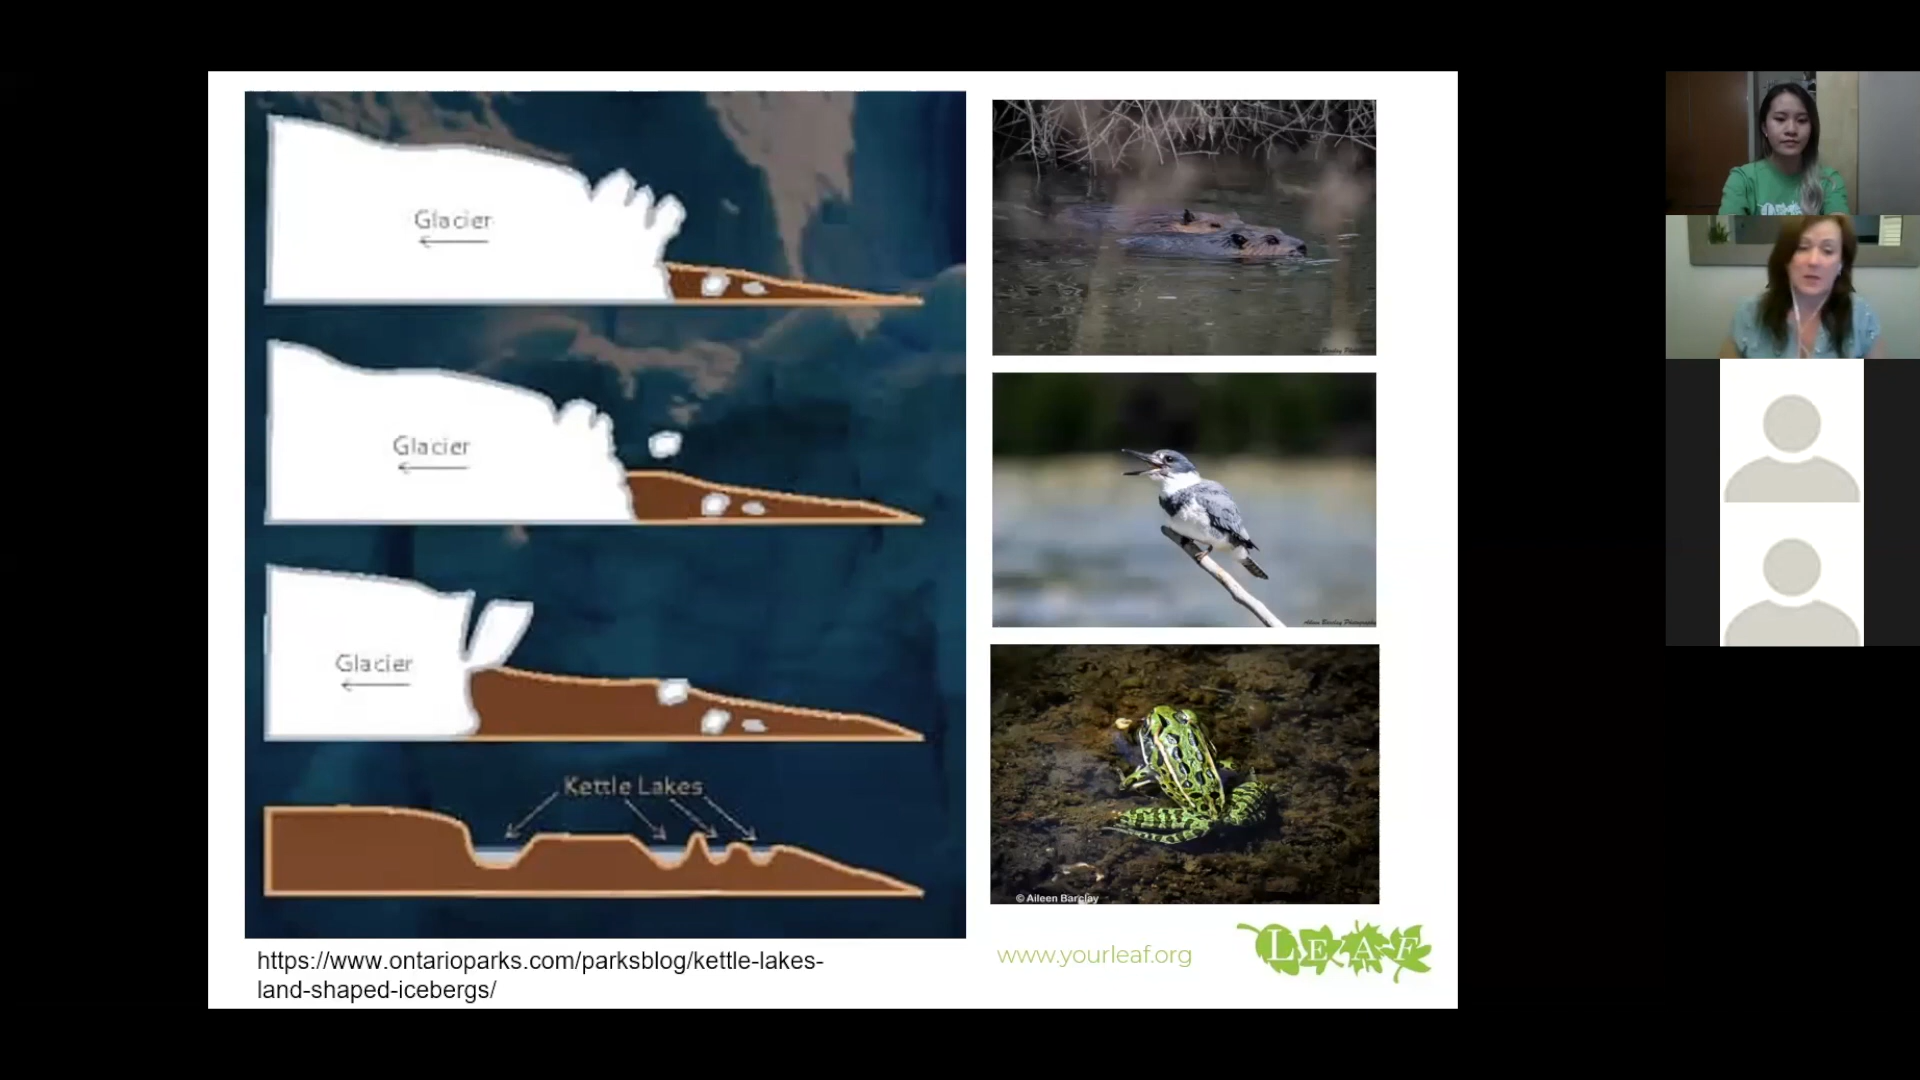 Glacier
Glacier
Glacier
Kettle Lakes
https://www.ontarioparks.com/parksblog/kettle-lakes-
land-shaped-icebergs/
© Aileen Barclay
www.yourleaf.org
LEAF